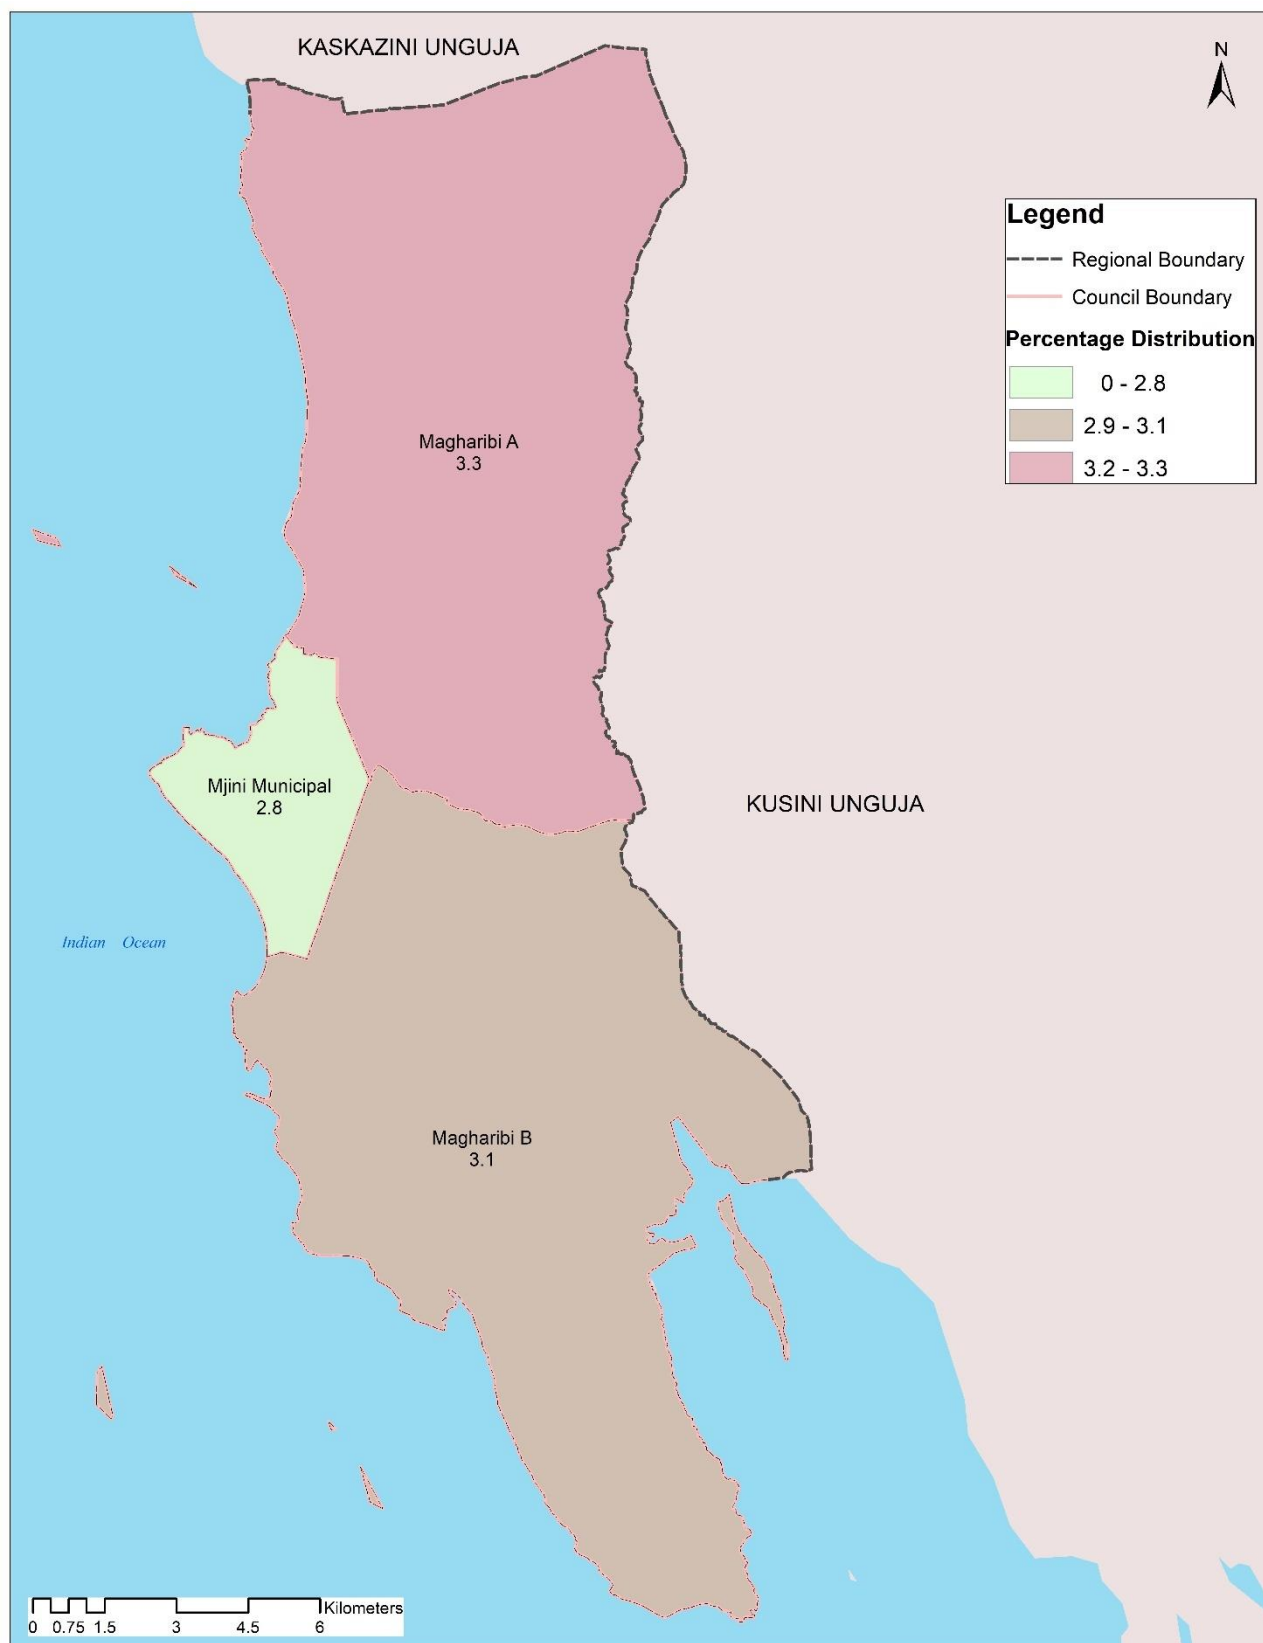 KASKAZINI UNGUJA
N
Legend
Regional Boundary
Council Boundary
Percentage Distribution
0 - 2.8
2.9 - 3.1
3.2 - 3.3
Magharibi A
3.3
Mjini Municipal
2.8
KUSINI UNGUJA
Indian Ocean
Magharibi B
3.1
Kilometers
0 0.75 1.5 3 4.5 6